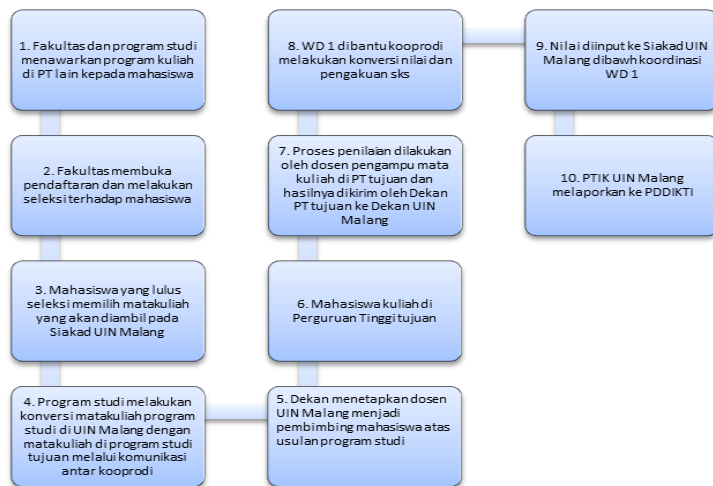 1. Fakultas dan program studi
menawarkan program kuliah
di PT lain kepada mahasiswa
2. Fakultas membuka
pendaftaran dan melakukan
seleksi terhadap mahasiswa
3. Mahasiswa yang lulus
seleksi memilih matakuliah
yang akan diambil pada
Siakad UIN Malang
4. Program studi melakukan
konversi matakuliah program
studi di UIN Malang dengan
matakuliah di program studi
tujuan melalui komunikasi
antar kooprodi
5. Dekan menetapkan dosen
UIN Malang menjadi
pembimbing mahasiswa atas
usulan program studi
6. Mahasiswa kuliah di
Perguruan Tinggi tujuan
7. Proses penilaian dilakukan
oleh dosen pengampu mata
kuliah di PT tujuan dan
hasilnya dikirim oleh Dekan
PT tujuan ke Dekan UIN
Malang
8. WD 1 dibantu kooprodi
melakukan konversi nilai dan
pengakuan sks
9. Nilai diinput ke Siakad UIN
Malang dibawh koordinasi
WD 1
10. PTIK UIN Malang
melaporkan ke PDDIKTI